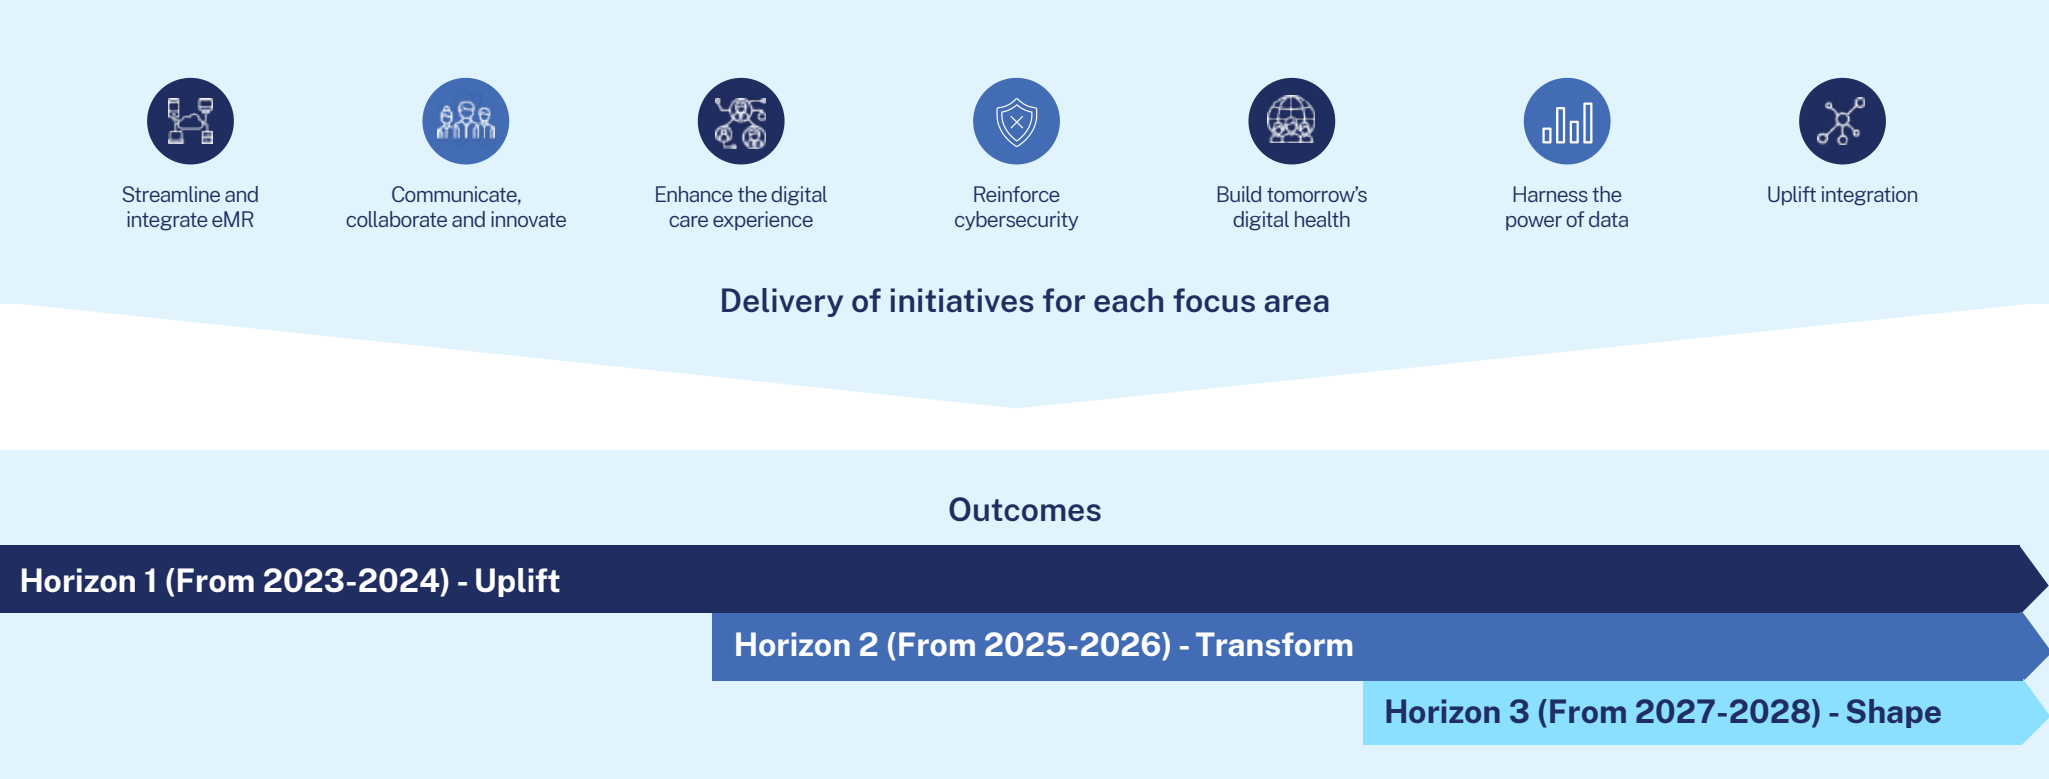 Streamline and
integrate eMR
Communicate,
collaborate and innovate
Enhance the digital
care experience
Reinforce
cybersecurity
Build tomorrow’s
digital health
Harness the
power of data
Uplift integration
Delivery of initiatives for each focus area
Outcomes
Horizon 1 (From 2023-2024) - Uplift
Horizon 2 (From 2025-2026) - Transform
Horizon 3 (From 2027-2028) - Shape